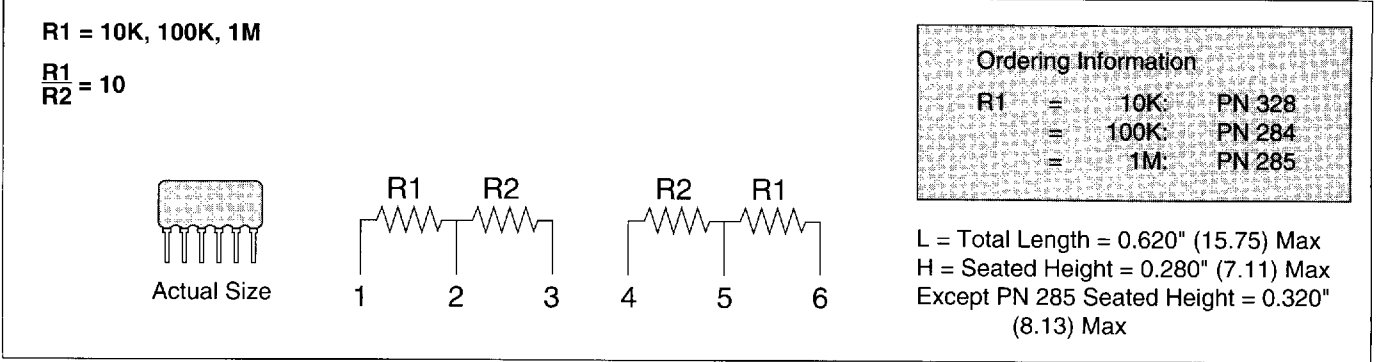 R1 = 10K, 100K, 1M
R1
R2 = 10
Ordering Information
R1 = 10K: PN 328
= 100K: PN 284
= 1M: PN 285
R1 R2 R2 R1
1 2 3 4 5 6
Actual Size
L = Total Length = 0.620" (15.75) Max
H = Seated Height = 0.280" (7.11) Max
Except PN 285 Seated Height = 0.320"
(8.13) Max